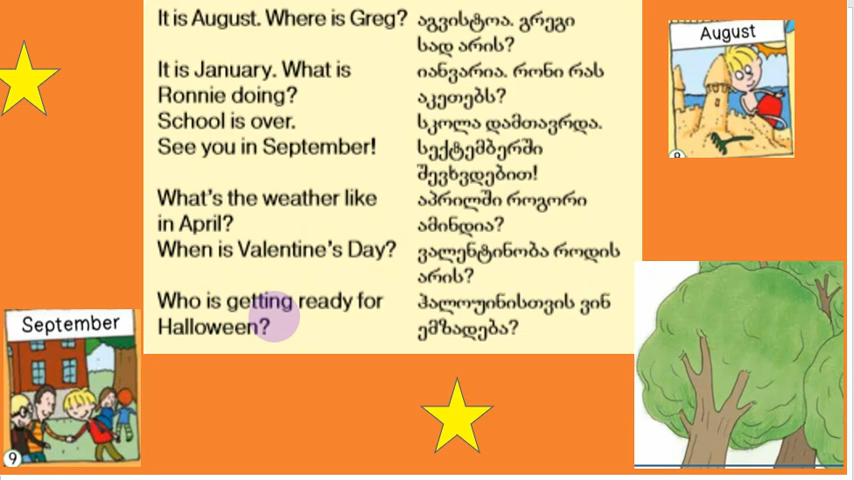 It is August. Where is Greg? აგვისტოა. გრეგი
სად არის?
It is January. What is იანვარია. რონი რას
Ronnie doing? აკეთებს?
School is over. სკოლა დამთავრდა.
See you in September! სექტემბერში
შევხვდებით!
What's the weather like აპრილში როგორი
in April? ამინდია?
When is Valentine's Day? ვალენტინობა როდის
არის?
Who is getting ready for ჰალოუინისთვის ვინ
Halloween? ემზადება?
August
September
9